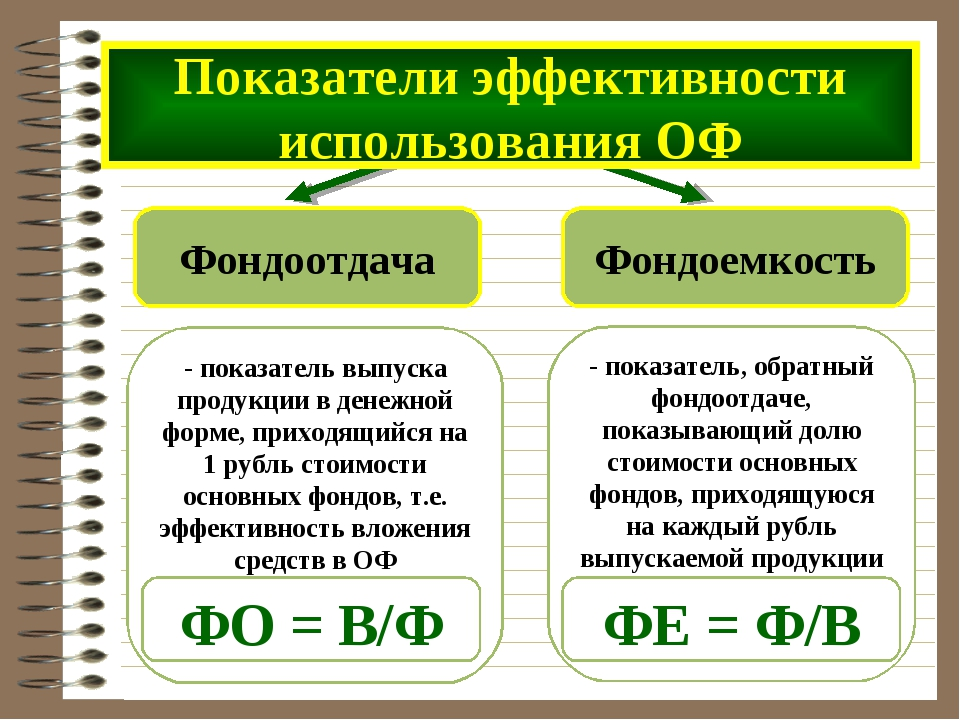 Показатели эффективности
использования ОФ
Фондоотдача
Фондоемкость
- показатель выпуска
продукции в денежной
форме, приходящийся на
1 рубль стоимости
основных фондов, т.е.
эффективность вложения
средств в ОФ
ФО = В/Ф
- показатель, обратный
фондоотдаче,
показывающий долю
стоимости основных
фондов, приходящуюся
на каждый рубль
выпускаемой продукции
ФЕ = Ф/В